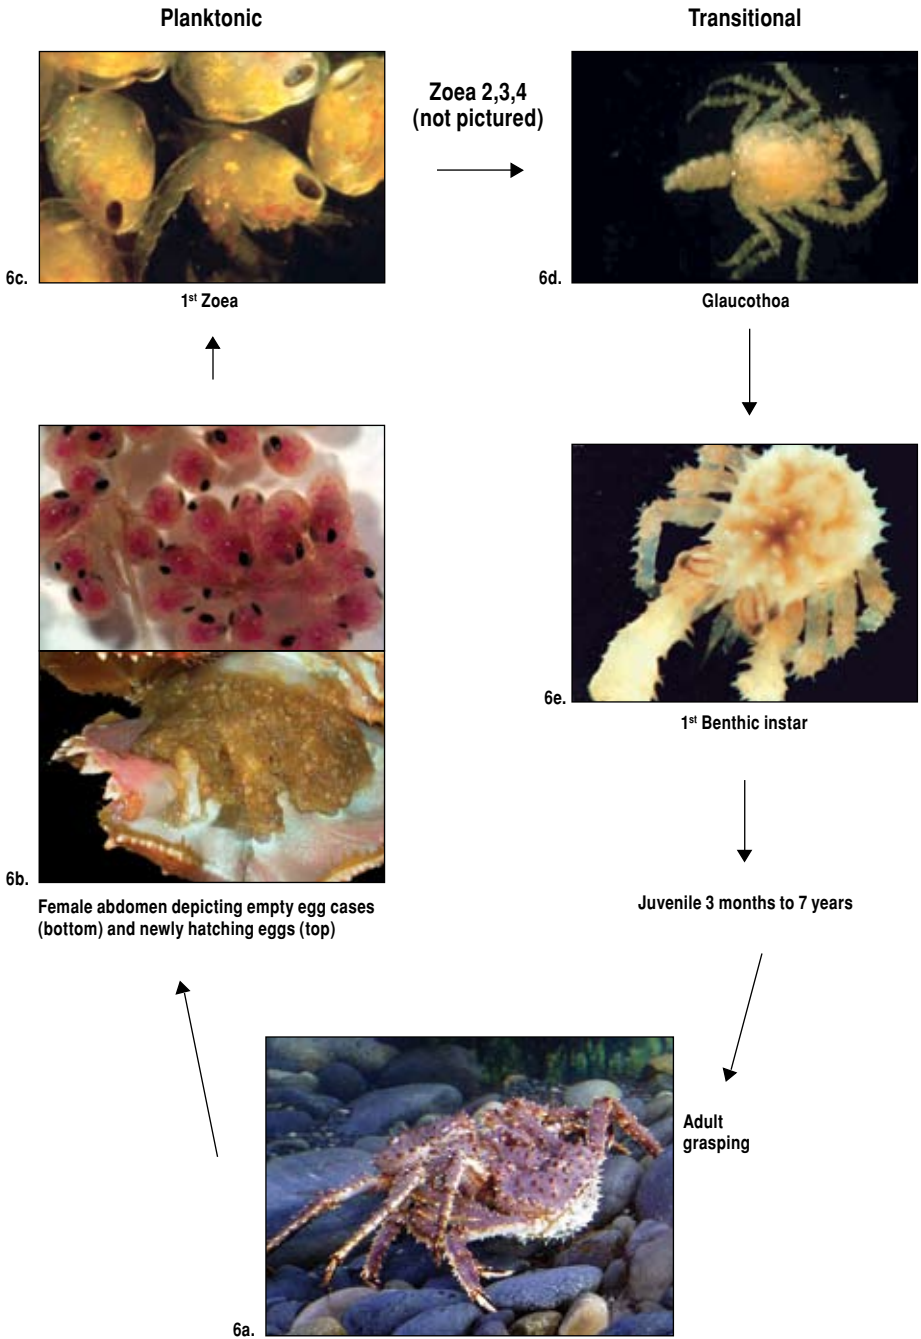 Planktonic
Transitional
Zoea 2,3,4
(not pictured)
6c.
1st Zoea
6d.
Glaucothoa
6e.
1st Benthic instar
6b.
Female abdomen depicting empty egg cases
(bottom) and newly hatching eggs (top)
Juvenile 3 months to 7 years
Adult
grasping
6a.